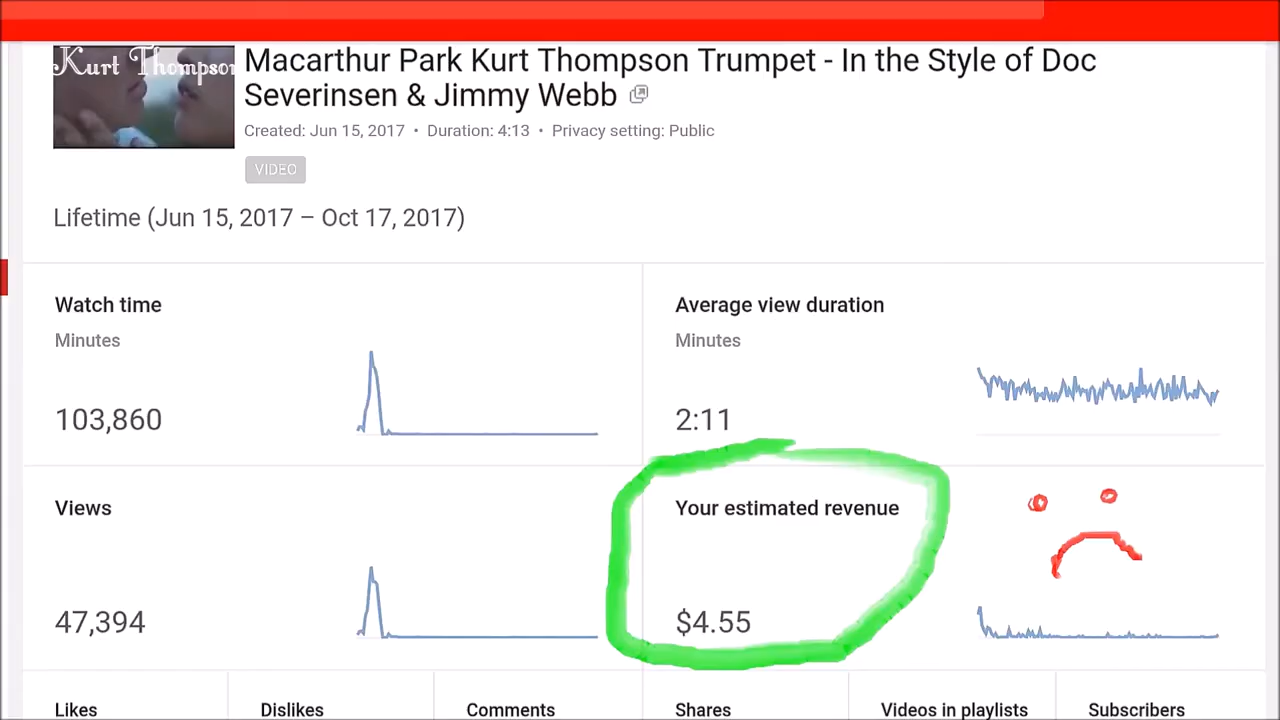 Kurt Thompson
Macarthur Park Kurt Thompson Trumpet - In the Style of Doc
Severinsen & Jimmy Webb
Created: Jun 15, 2017 • Duration: 4:13 • Privacy setting: Public
VIDEO
Lifetime (Jun 15, 2017 – Oct 17, 2017)
Watch time
Minutes
103,860
Average view duration
Minutes
2:11
Views
47,394
Your estimated revenue
$4.55
Likes
Dislikes
Comments
Shares
Videos in playlists
Subscribers